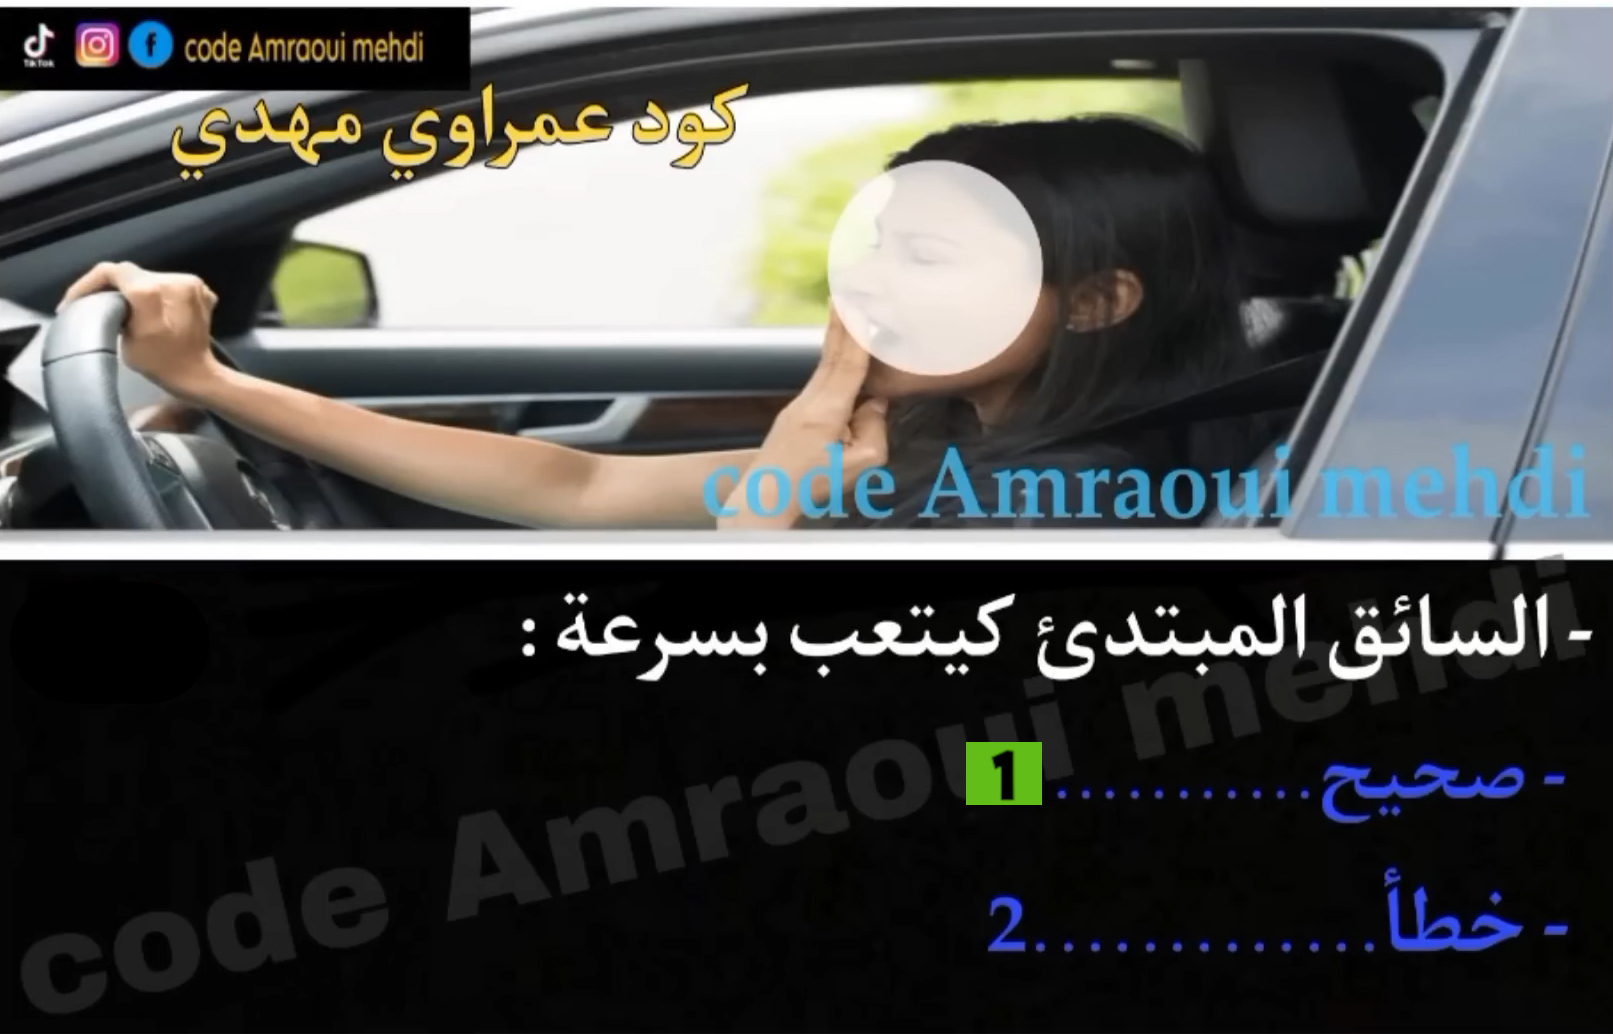 TikTok
code Amraoui mehdi
كود عمراوي مهدي
code Amraoui mehdi
- السائق المبتدئ كيتعب بسرعة :
- صحيح...........1
- خطأ..............2
code Amraoui mehdi